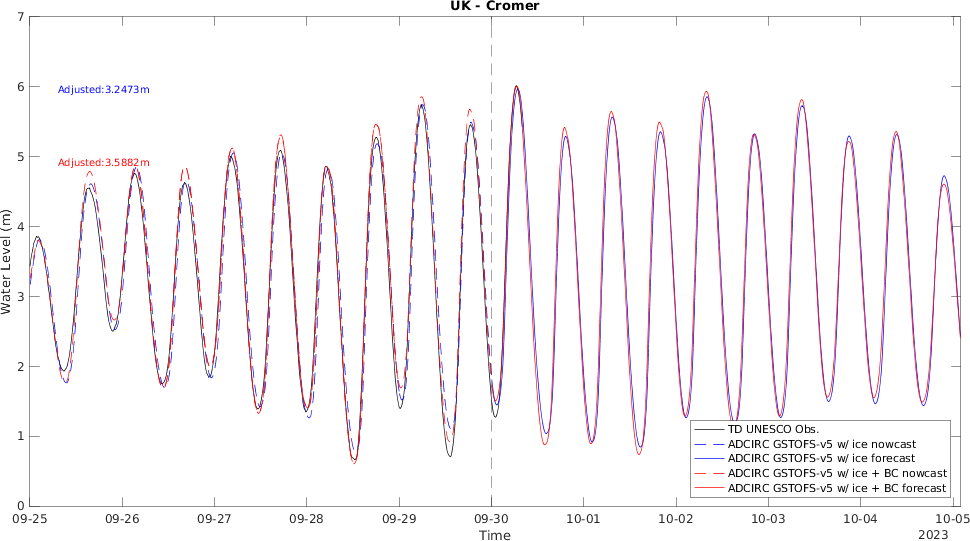 UK - Cromer
7
6
5
4
3
2
1
0
Water Level (m)
Adjusted:3.2473m
Adjusted:3.5882m
TD UNESCO Obs.
ADCIRC GSTOFS-v5 w/ ice nowcast
ADCIRC GSTOFS-v5 w/ ice forecast
ADCIRC GSTOFS-v5 w/ ice + BC nowcast
ADCIRC GSTOFS-v5 w/ ice + BC forecast
09-25 09-26 09-27 09-28 09-29 09-30 10-01 10-02 10-03 10-04 10-05
Time
2023